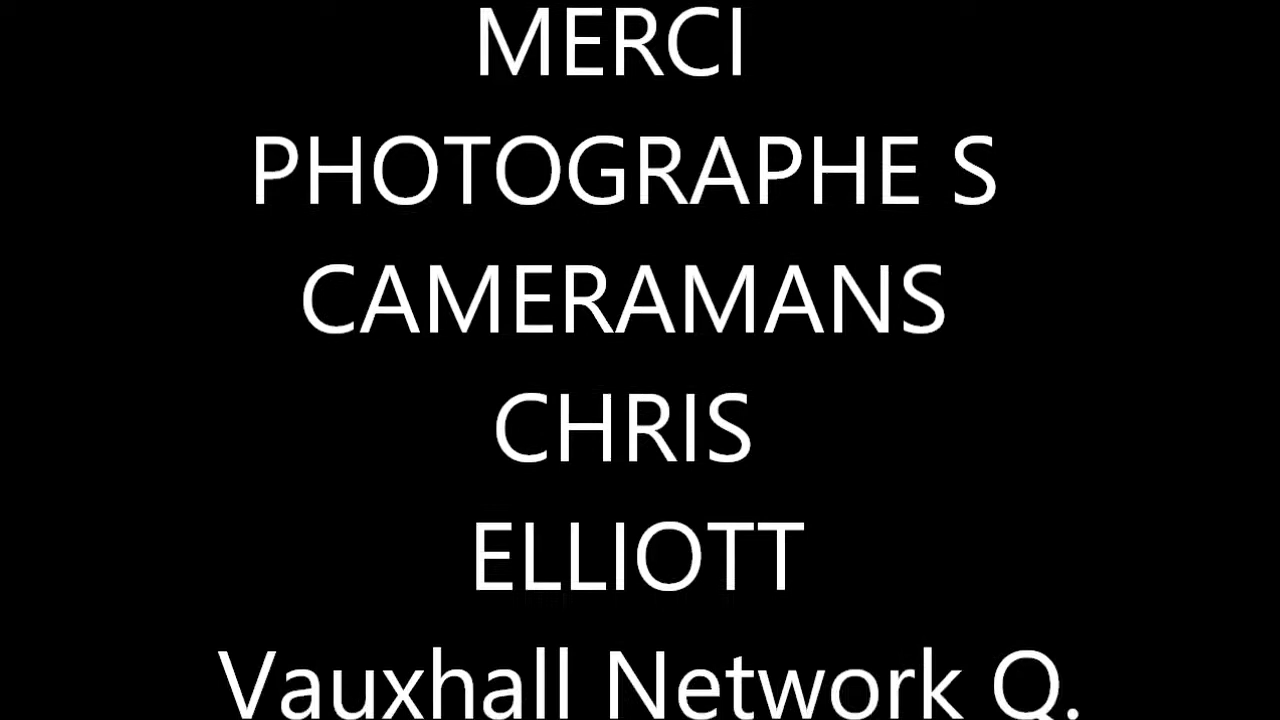 MERCI
PHOTOGRAPHE S
CAMERAMANS
CHRIS
ELLIOTT
Vauxhall Network Q.